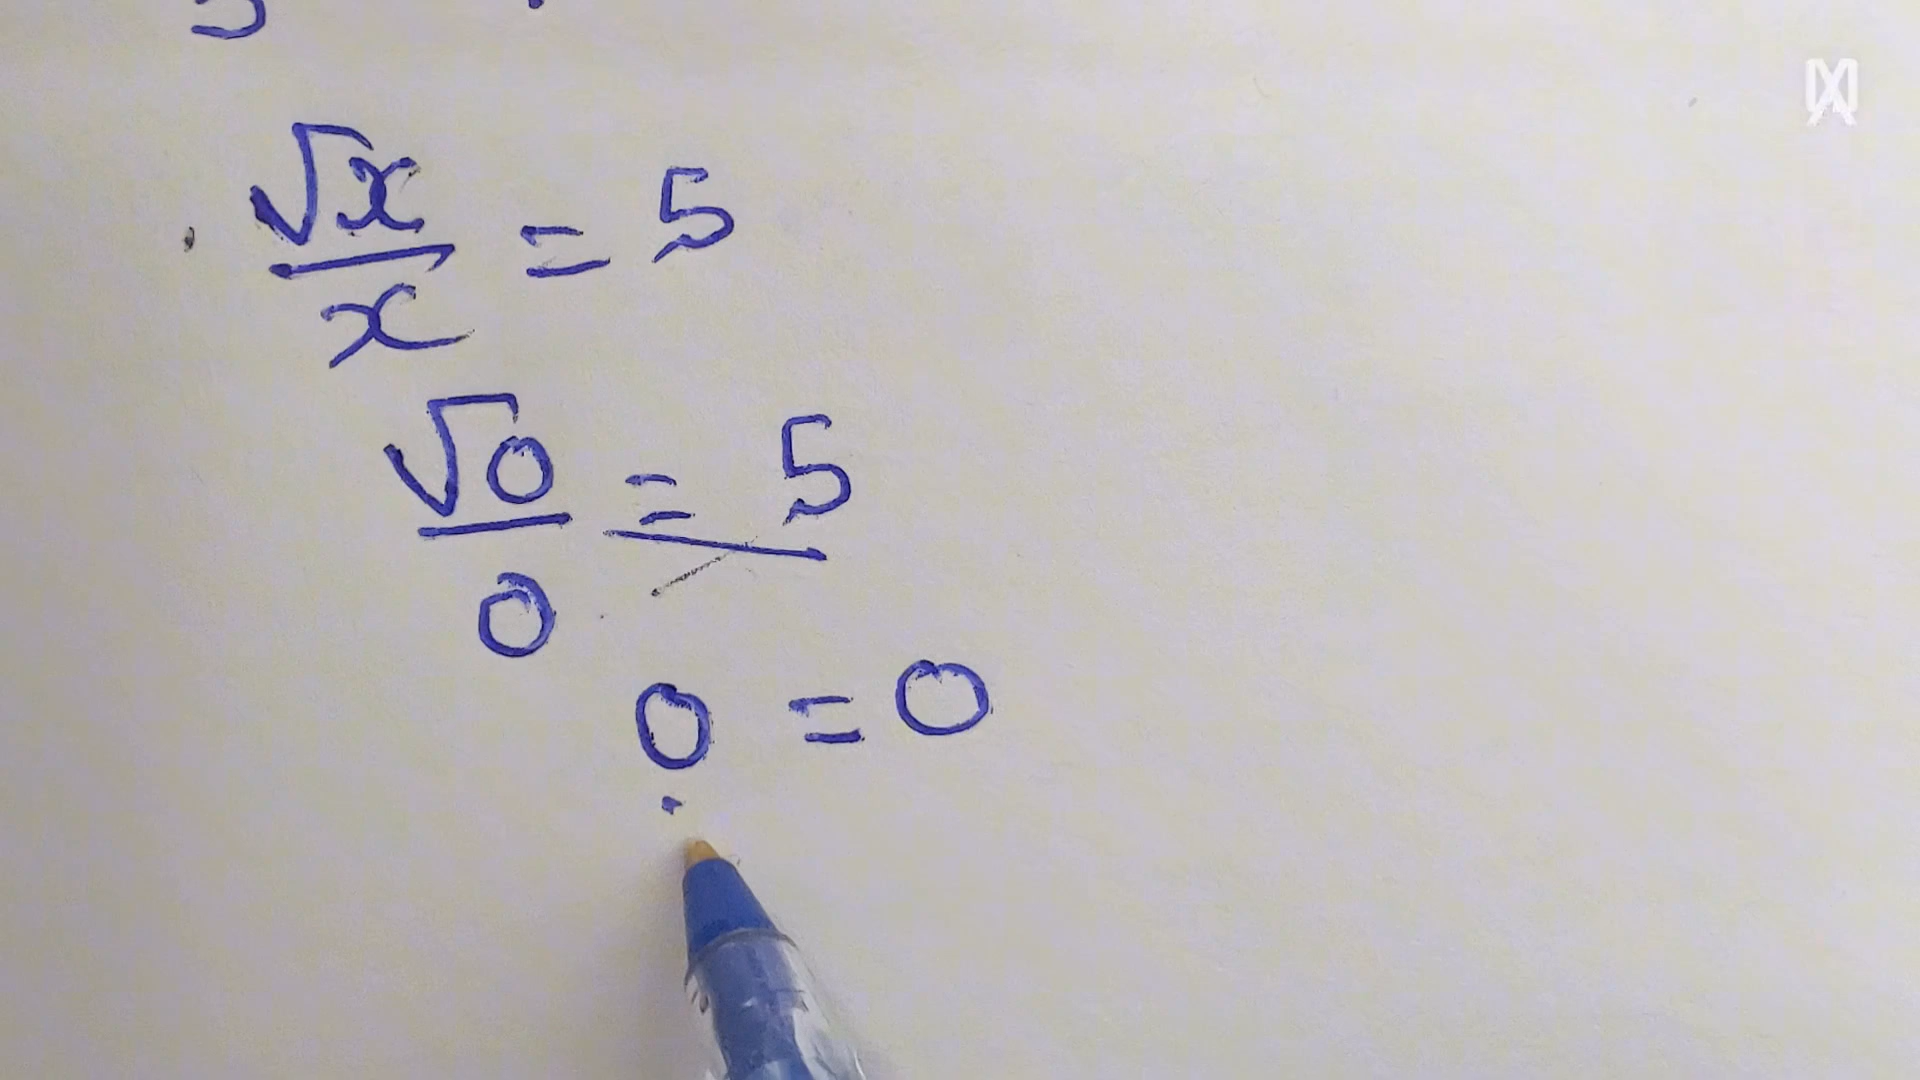 √x/x = 5
√0/0 = 5
0 = 0